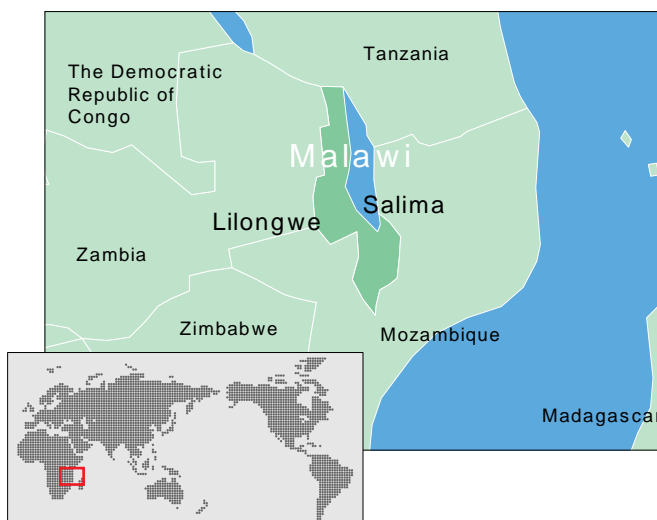 Tanzania
The Democratic
Republic of
Congo
Malawi
Salima
Lilongwe
Zambia
Zimbabwe
Mozambique
Madagascar